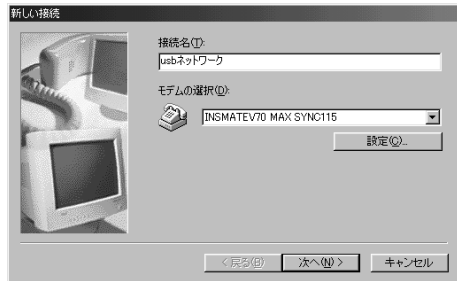 新しい接続
接続名(T):
usbネットワーク
モデムの選択(D):
INSMATEV70 MAX SYNC115
設定(C)...
< 戻る(B)
次へ(N) >
キャンセル